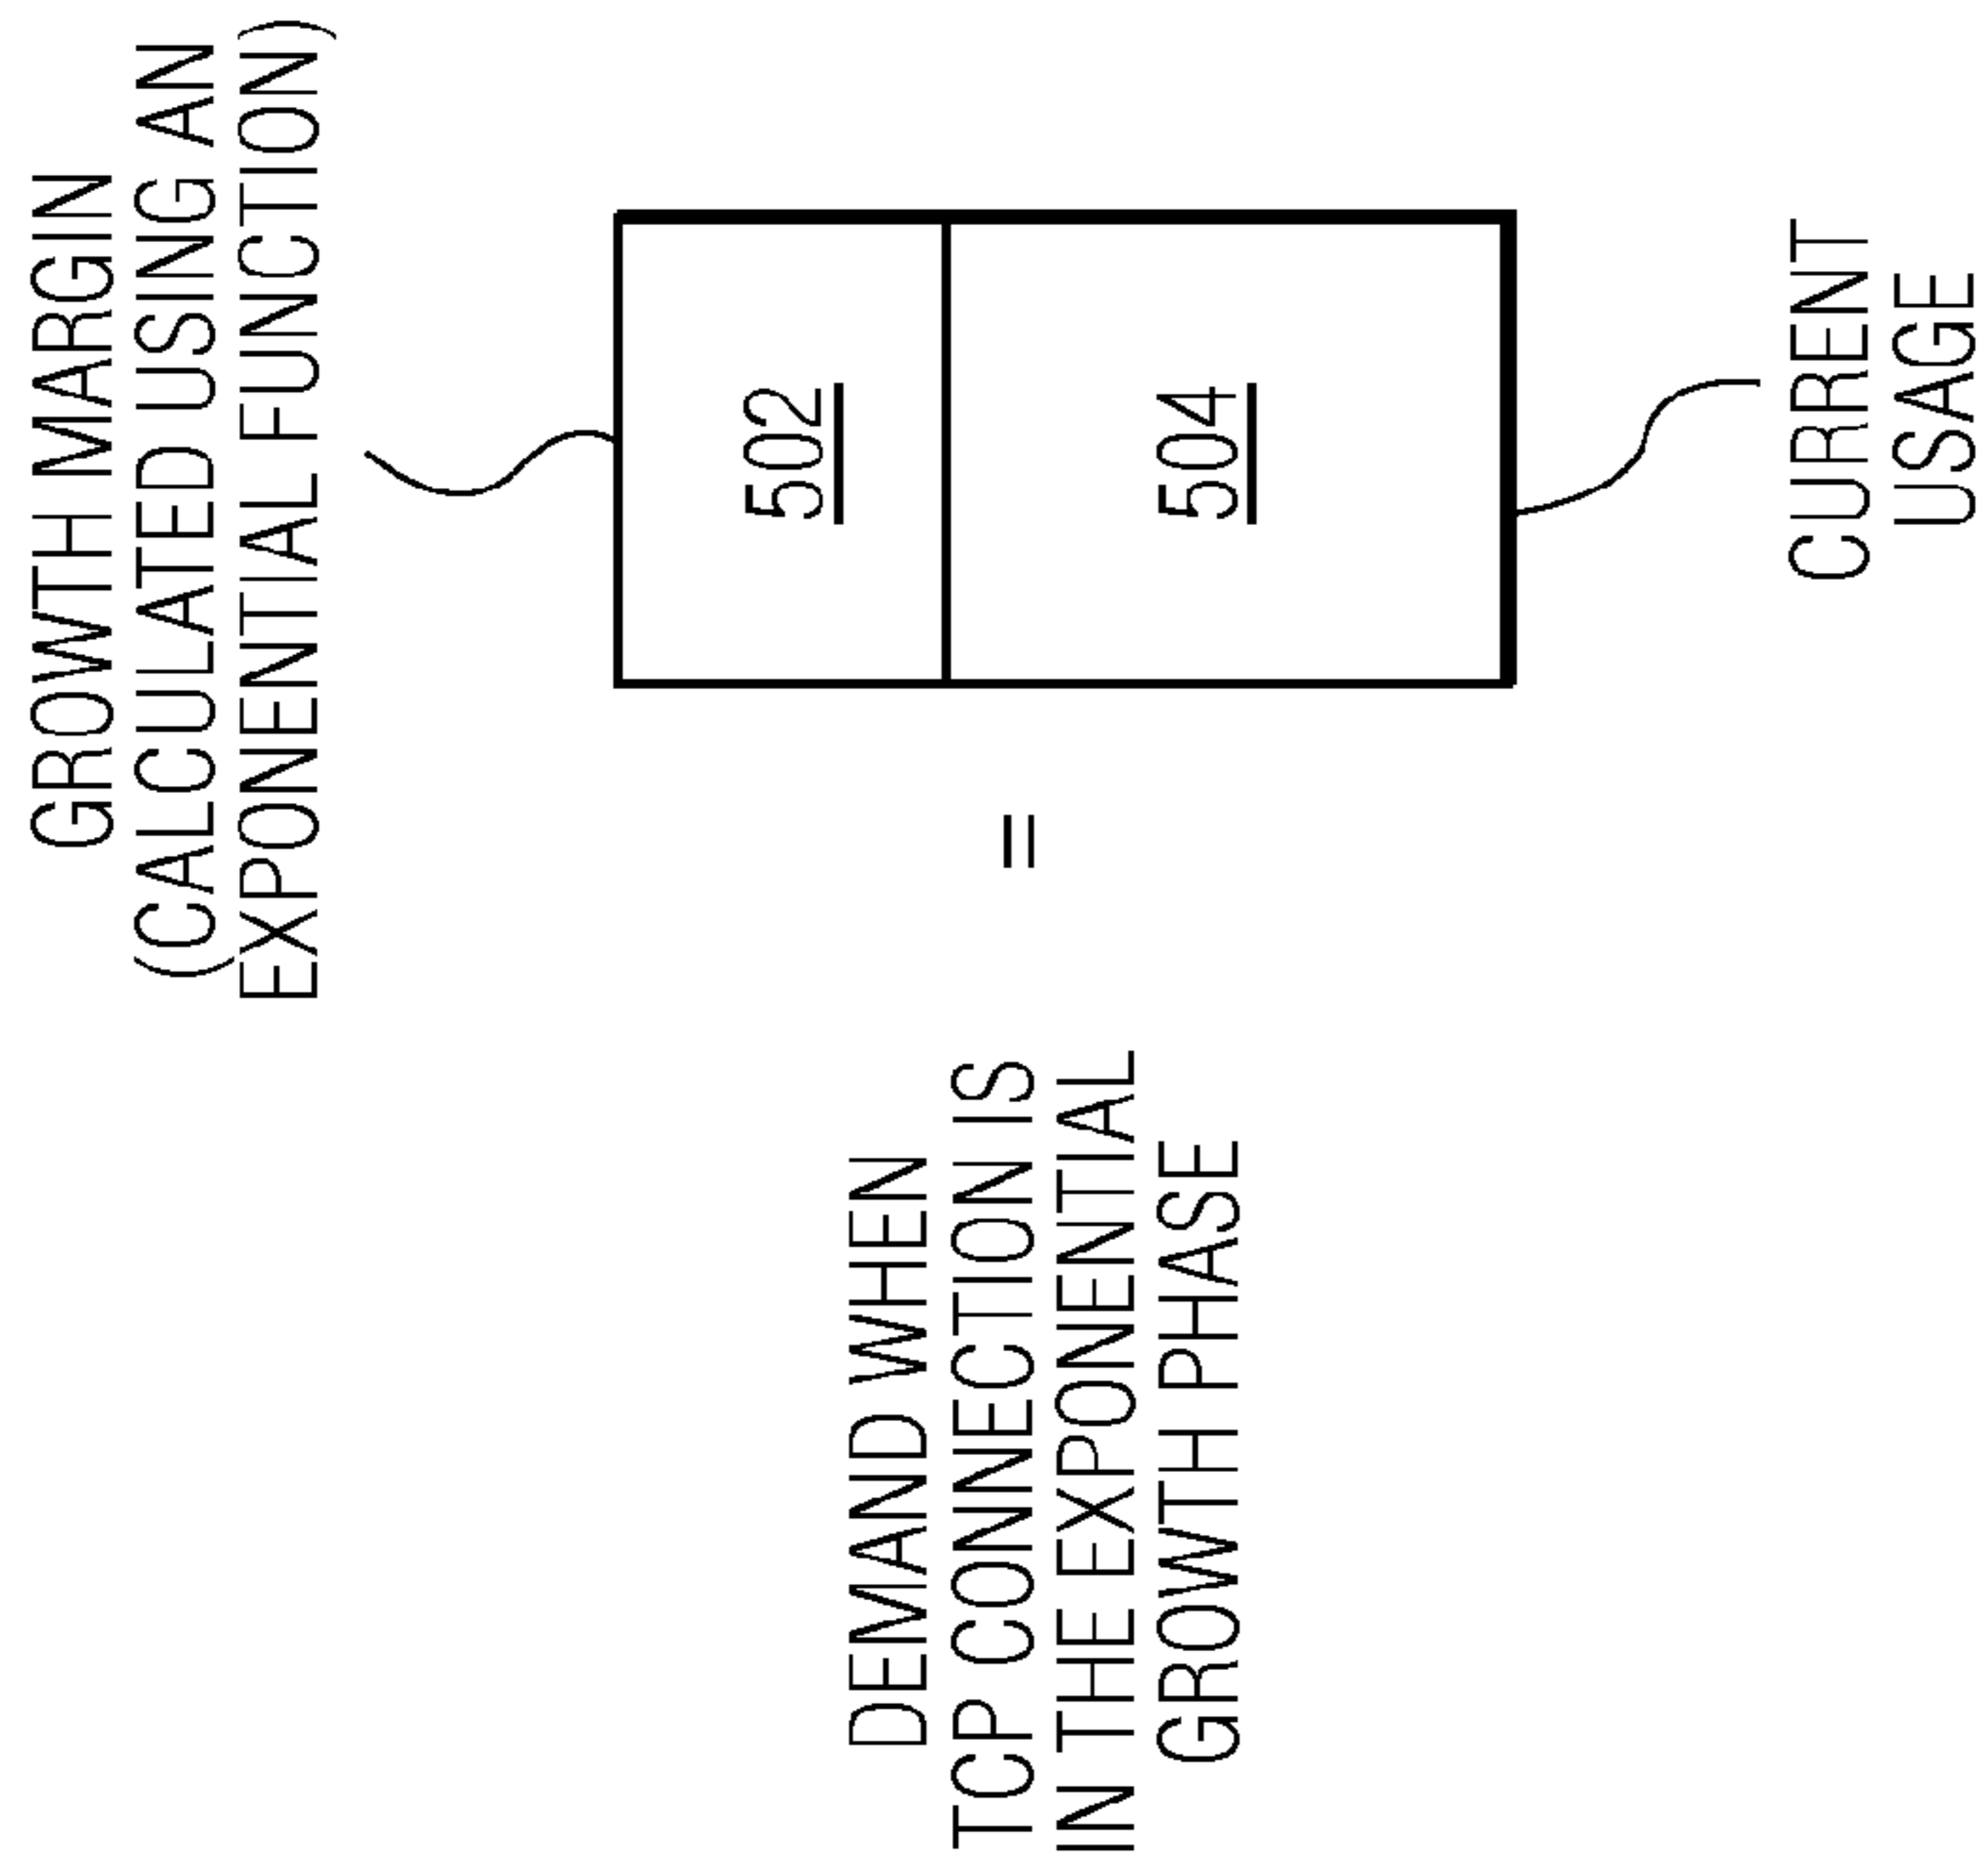 GROWTH MARGIN
(CALCULATED USING AN
EXPONENTIAL FUNCTION)
502
504
=
DEMAND WHEN
TCP CONNECTION IS
IN THE EXPONENTIAL
GROWTH PHASE
CURRENT
USAGE